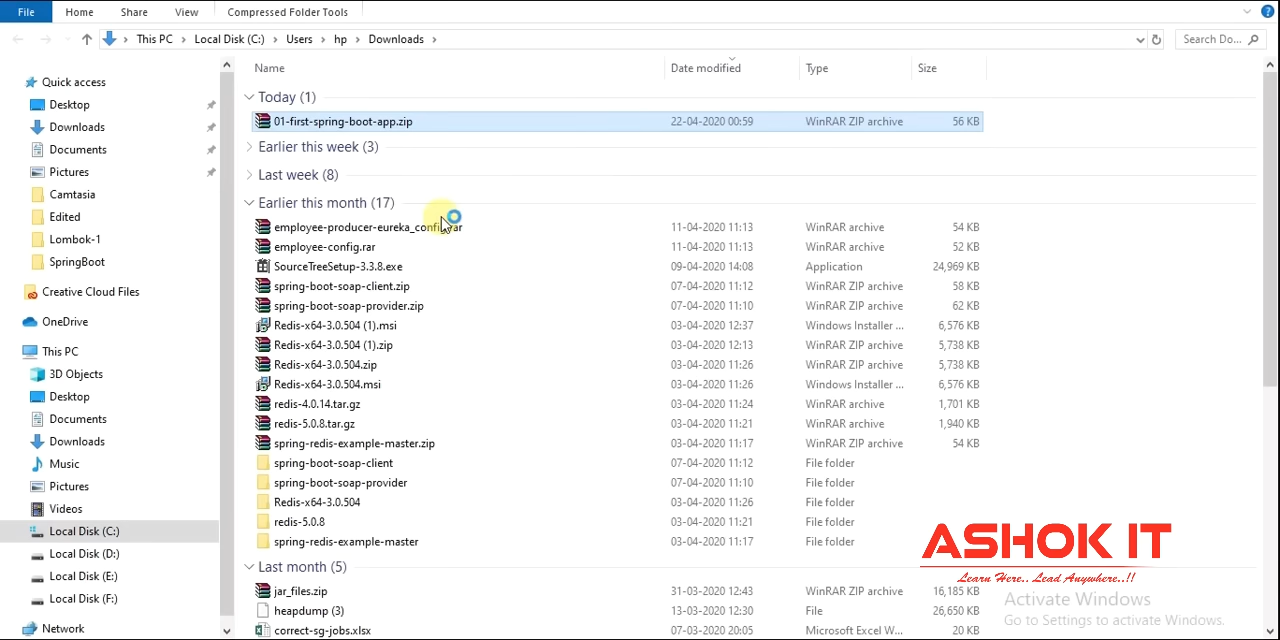 File Home Share View Compressed Folder Tools
This PC > Local Disk (C:) > Users > hp > Downloads >
Search Do...
Name Date modified Type Size
Quick access
Desktop
Downloads
Documents
Pictures
Camtasia
Edited
Lombok-1
SpringBoot
Creative Cloud Files
OneDrive
This PC
3D Objects
Desktop
Documents
Downloads
Music
Pictures
Videos
Local Disk (C:)
Local Disk (D:)
Local Disk (E:)
Local Disk (F:)
Network
Today (1)
01-first-spring-boot-app.zip 22-04-2020 00:59 WinRAR ZIP archive 56 KB
Earlier this week (3)
Last week (8)
Earlier this month (17)
employee-producer-eureka_config.rar 11-04-2020 11:13 WinRAR archive 54 KB
employee-config.rar 11-04-2020 11:13 WinRAR archive 52 KB
SourceTreeSetup-3.3.8.exe 09-04-2020 14:08 Application 24,969 KB
spring-boot-soap-client.zip 07-04-2020 11:12 WinRAR ZIP archive 58 KB
spring-boot-soap-provider.zip 07-04-2020 11:10 WinRAR ZIP archive 62 KB
Redis-x64-3.0.504 (1).msi 03-04-2020 12:37 Windows Installer ... 6,576 KB
Redis-x64-3.0.504 (1).zip 03-04-2020 12:13 WinRAR ZIP archive 5,738 KB
Redis-x64-3.0.504.zip 03-04-2020 11:26 WinRAR ZIP archive 5,738 KB
Redis-x64-3.0.504.msi 03-04-2020 11:26 Windows Installer ... 6,576 KB
redis-4.0.14.tar.gz 03-04-2020 11:24 WinRAR archive 1,701 KB
redis-5.0.8.tar.gz 03-04-2020 11:21 WinRAR archive 1,940 KB
spring-redis-example-master.zip 03-04-2020 11:17 WinRAR ZIP archive 54 KB
spring-boot-soap-client 07-04-2020 11:12 File folder
spring-boot-soap-provider 07-04-2020 11:10 File folder
Redis-x64-3.0.504 03-04-2020 11:26 File folder
redis-5.0.8 03-04-2020 11:21 File folder
spring-redis-example-master 03-04-2020 11:17 File folder
Last month (5)
jar_files.zip 31-03-2020 12:43 WinRAR ZIP archive 16,185 KB
heapdump (3) 13-03-2020 12:30 File 26,650 KB
correct-sg-jobs.xlsx 07-03-2020 20:05 Microsoft Excel W... 20 KB
ASHOK IT
Learn Here.. Lead Anywhere..!!
Activate Windows
Go to Settings to activate Windows.